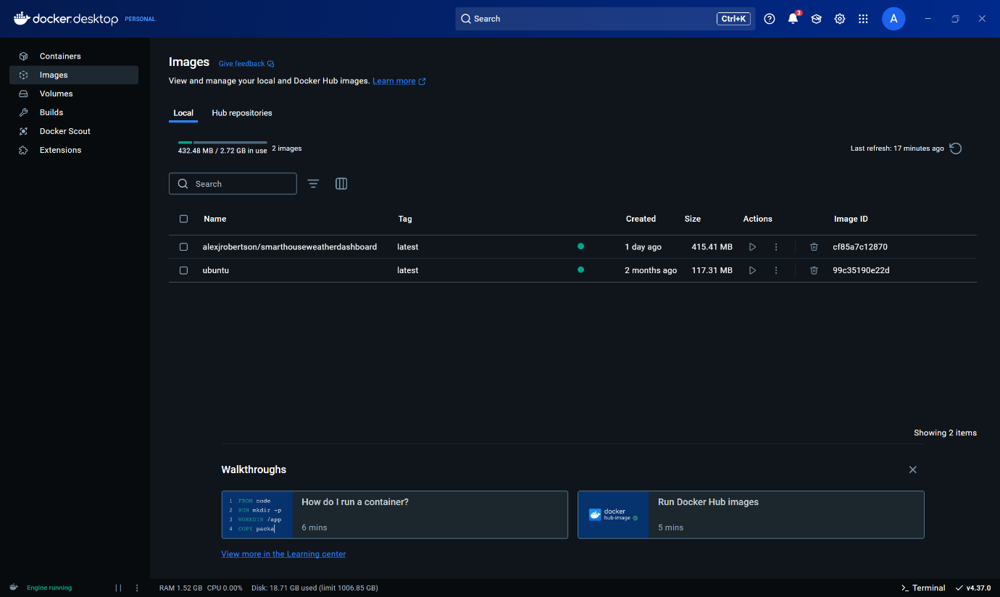 docker desktop PERSONAL
Search Ctrl+K 3 A
Containers
Images
Volumes
Builds
Docker Scout
Extensions
Images Give feedback
View and manage your local and Docker Hub images. Learn more
Local Hub repositories
432.48 MB / 2.72 GB in use 2 images
Last refresh: 17 minutes ago
Search
Name Tag Created Size Actions Image ID
alexjrobertson/smarthouseweatherdashboard latest 1 day ago 415.41 MB cf85a7c12870
ubuntu latest 2 months ago 117.31 MB 99c35190e22d
Showing 2 items
Walkthroughs
1 FROM node
2 RUN mkdir -p
3 WORKDIR /app
4 COPY packa
How do I run a container?
6 mins
docker
hub-image
Run Docker Hub images
5 mins
View more in the Learning center
Engine running RAM 1.52 GB CPU 0.00% Disk: 18.71 GB used (limit 1006.85 GB) >_ Terminal v4.37.0